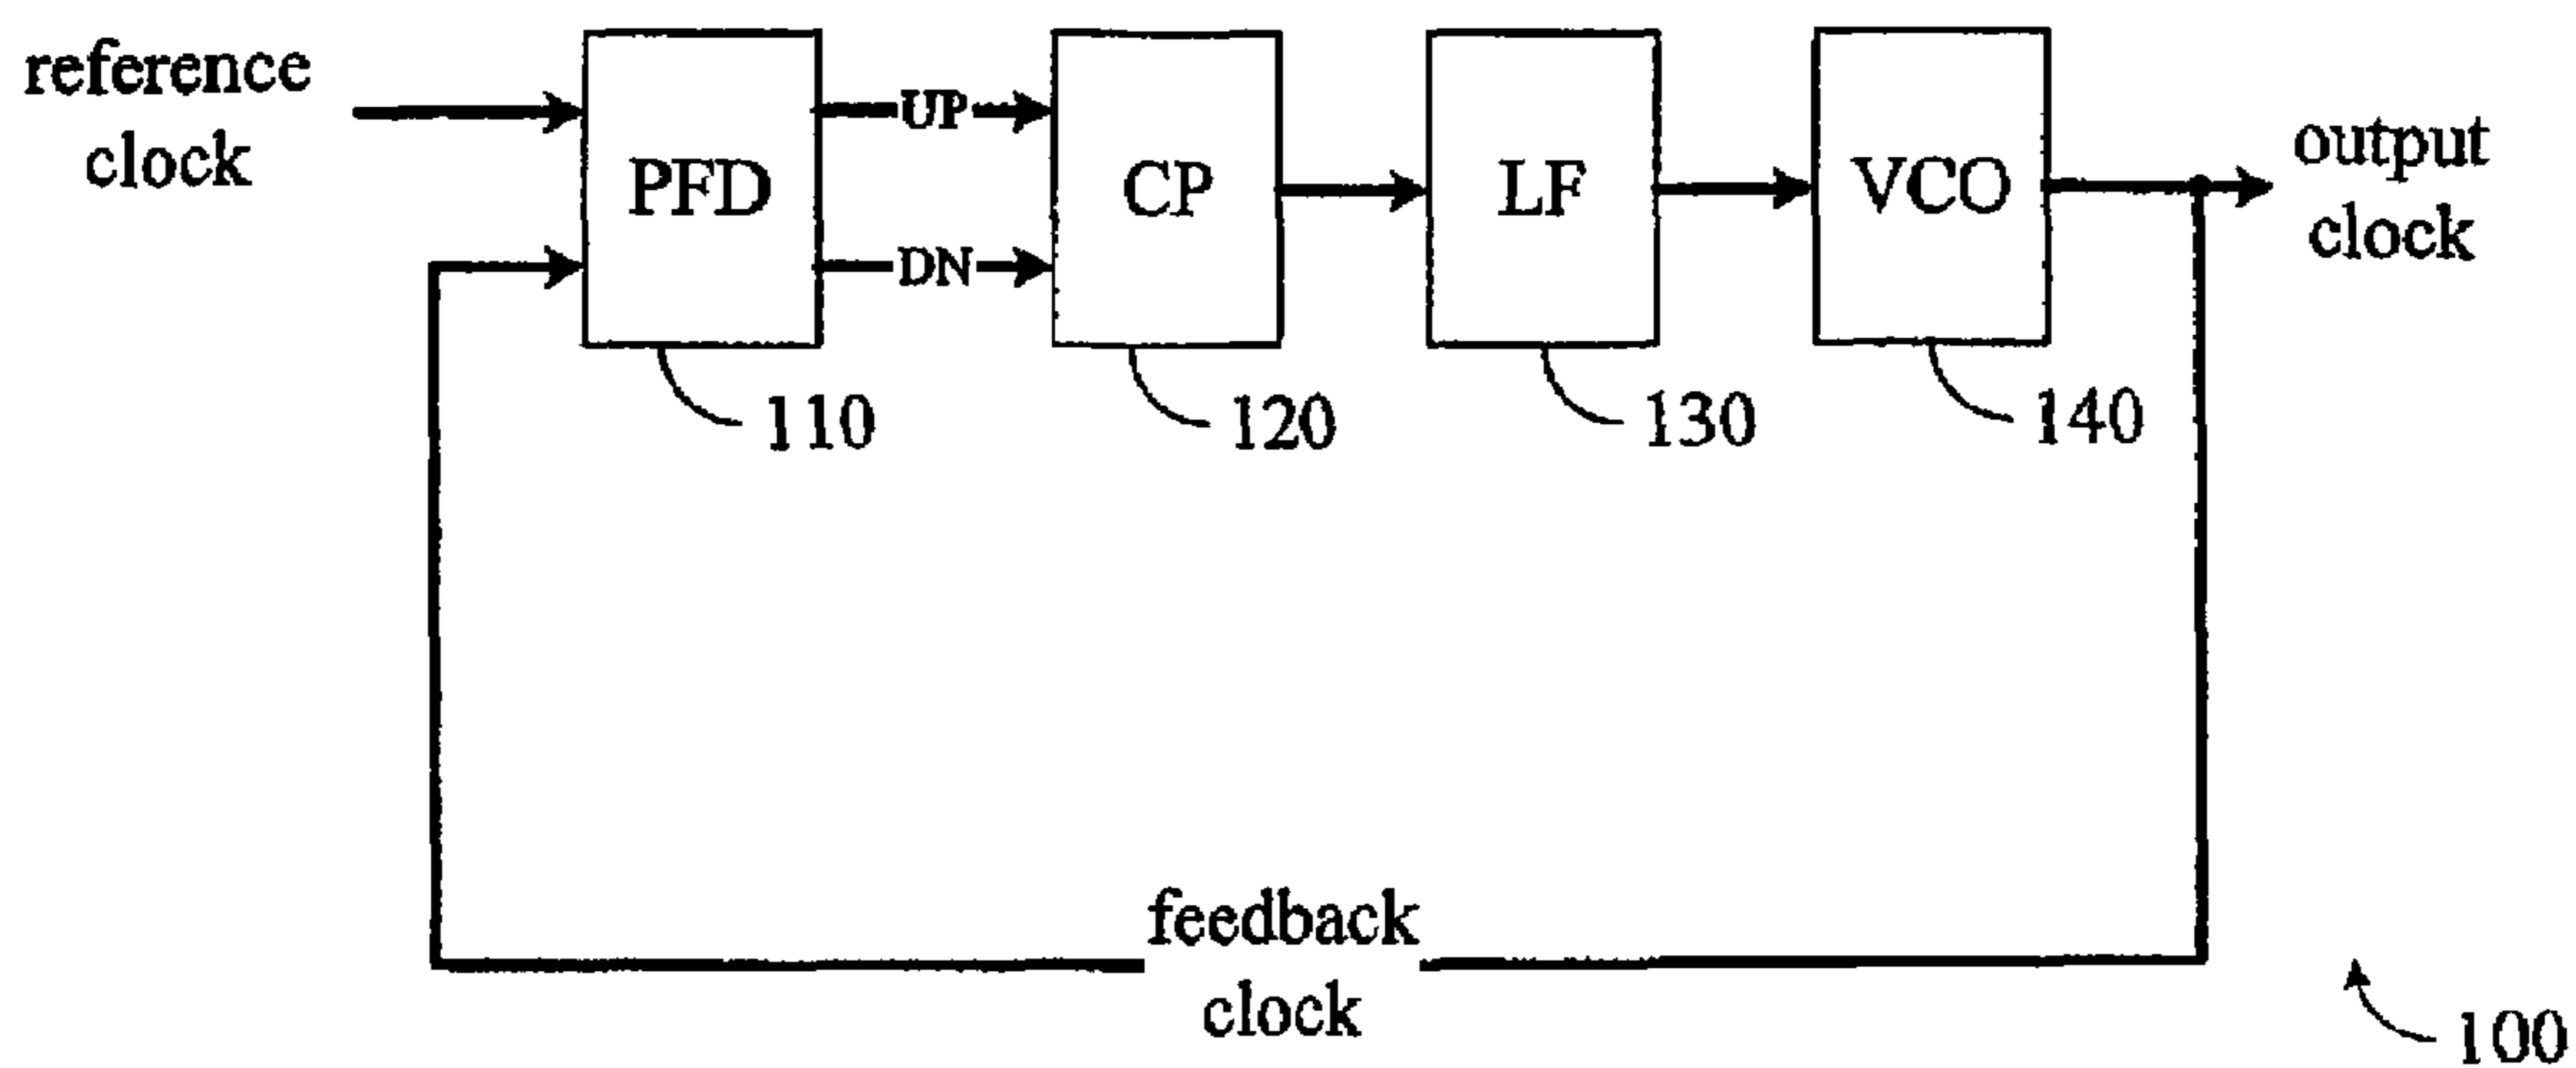 reference
clock
PFD
UP
DN
CP
LF
VCO
output
clock
110
120
130
140
feedback
clock
100